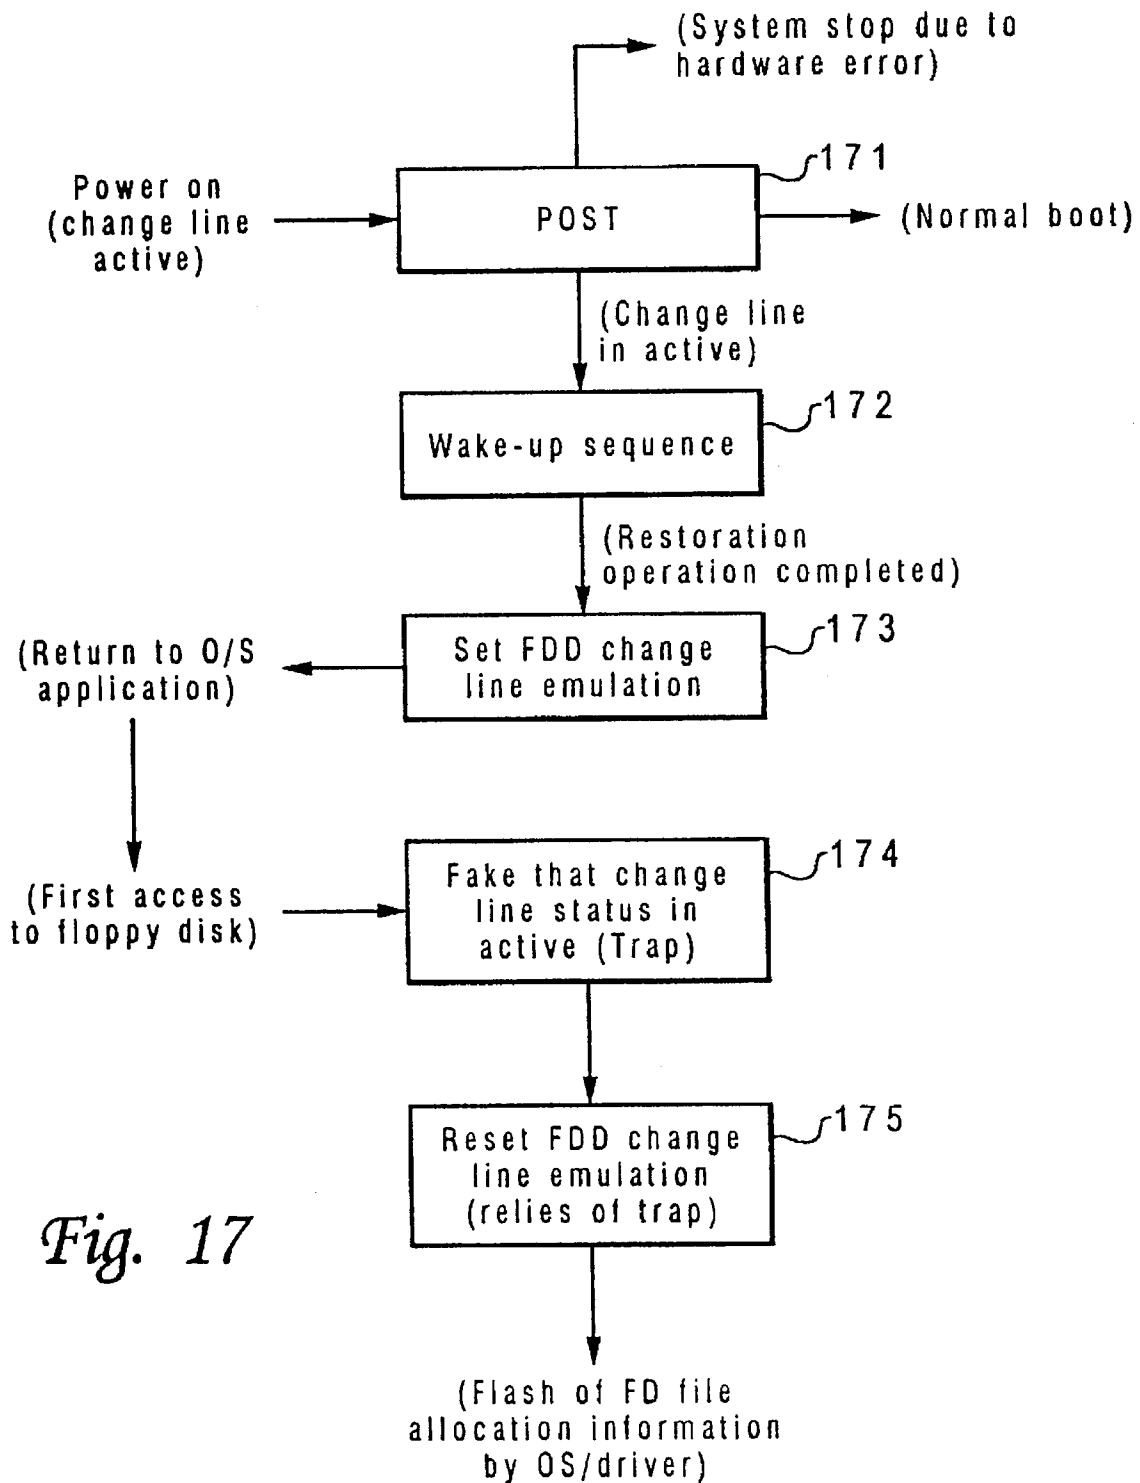 (System stop due to
hardware error)
171
Power on
(change line
active)
POST
(Normal boot)
(Change line
in active)
172
Wake-up sequence
(Restoration
operation completed)
173
(Return to O/S
application)
Set FDD change
line emulation
174
(First access
to floppy disk)
Fake that change
line status in
active (Trap)
175
Reset FDD change
line emulation
(relies of trap)
Fig. 17
(Flash of FD file
allocation information
by OS/driver)